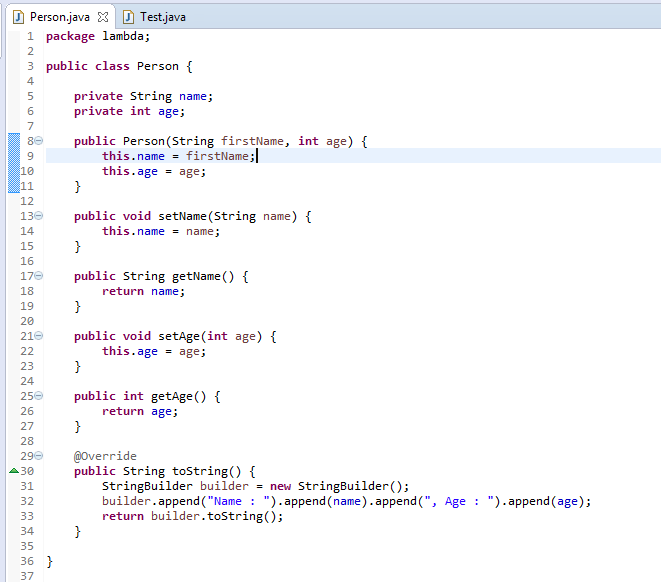 Person.java Test.java
1 package lambda;
2
3 public class Person {
4
5     private String name;
6     private int age;
7
8     public Person(String firstName, int age) {
9         this.name = firstName;
10         this.age = age;
11     }
12
13     public void setName(String name) {
14         this.name = name;
15     }
16
17     public String getName() {
18         return name;
19     }
20
21     public void setAge(int age) {
22         this.age = age;
23     }
24
25     public int getAge() {
26         return age;
27     }
28
29     @Override
30     public String toString() {
31         StringBuilder builder = new StringBuilder();
32         builder.append("Name : ").append(name).append(", Age : ").append(age);
33         return builder.toString();
34     }
35
36 }
37